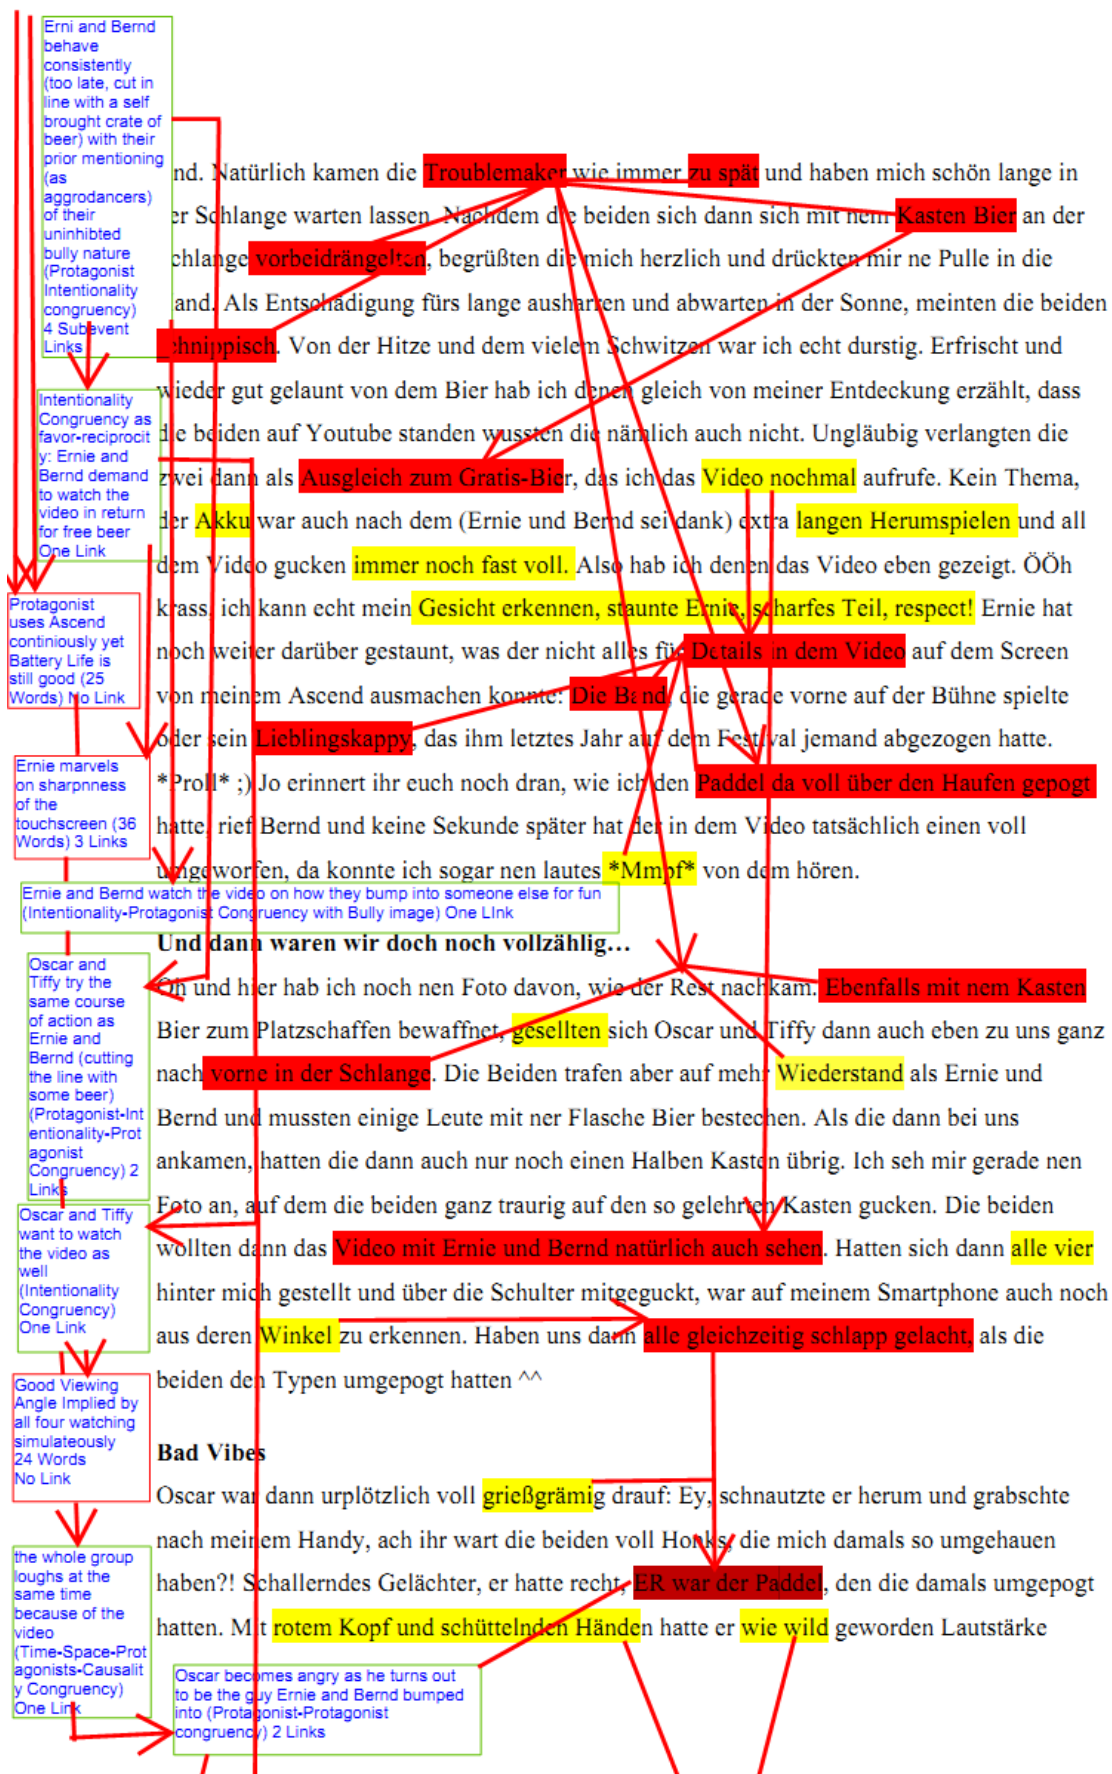 Erni and Bernd
behave
consistently
(too late, cut in
line with a self
brought crate of
beer) with their
prior mentioning
(as
aggrodancers)
of their
uninhibted
bully nature
(Protagonist
Intentionality
congruency)
4 Subevent
Links
Intentionality
Congruency as
favor-reciprocit
y: Ernie and
Bernd demand
to watch the
video in return
for free beer
One Link
Protagonist
uses Ascend
continiously yet
Battery Life is
still good (25
Words) No Link
Ernie marvels
on sharpnness
of the
touchscreen (36
Words) 3 Links
Ernie and Bernd watch the video on how they bump into someone else for fun
(Intentionality-Protagonist Congruency with Bully image) One LInk
Oscar and
Tiffy try the
same course
of action as
Ernie and
Bernd (cutting
the line with
some beer)
(Protagonist-Int
entionality-Prot
agonist
Congruency) 2
Links
Oscar and Tiffy
want to watch
the video as
well
(Intentionality
Congruency)
One Link
Good Viewing
Angle Implied by
all four watching
simulateously
24 Words
No Link
the whole group
loughs at the
same time
because of the
video
(Time-Space-Prot
agonists-Causalit
y Congruency)
One Link
Oscar becomes angry as he turns out
to be the guy Ernie and Bernd bumped
into (Protagonist-Protagonist
congruency) 2 Links
nd. Natürlich kamen die Troublemaker wie immer zu spät und haben mich schön lange in
er Schlange warten lassen. Nachdem die beiden sich dann sich mit nem Kasten Bier an der
chlange vorbeidrängelten, begrüßten die mich herzlich und drückten mir ne Pulle in die
and. Als Entschädigung fürs lange ausharren und abwarten in der Sonne, meinten die beiden
chnippisch. Von der Hitze und dem vielem Schwitzen war ich echt durstig. Erfrischt und
wieder gut gelaunt von dem Bier hab ich denen gleich von meiner Entdeckung erzählt, dass
die beiden auf Youtube standen wussten die nämlich auch nicht. Ungläubig verlangten die
zwei dann als Ausgleich zum Gratis-Bier, das ich das Video nochmal aufrufe. Kein Thema,
der Akku war auch nach dem (Ernie und Bernd sei dank) extra langen Herumspielen und all
dem Video gucken immer noch fast voll. Also hab ich denen das Video eben gezeigt. ÖÖh
krass, ich kann echt mein Gesicht erkennen, staunte Ernie, scharfes Teil, respect! Ernie hat
noch weiter darüber gestaunt, was der nicht alles für Details in dem Video auf dem Screen
von meinem Ascend ausmachen konnte: Die Band, die gerade vorne auf der Bühne spielte
oder sein Lieblingskappy, das ihm letztes Jahr auf dem Festival jemand abgezogen hatte.
*Proll* ;) Jo erinnert ihr euch noch dran, wie ich den Paddel da voll über den Haufen gepogt
hatte, rief Bernd und keine Sekunde später hat der in dem Video tatsächlich einen voll
umgeworfen, da konnte ich sogar nen lautes *Mmpf* von dem hören.
Und dann waren wir doch noch vollzählig…
Oh und hier hab ich noch nen Foto davon, wie der Rest nachkam. Ebenfalls mit nem Kasten
Bier zum Platzschaffen bewaffnet, gesellten sich Oscar und Tiffy dann auch eben zu uns ganz
nach vorne in der Schlange. Die Beiden trafen aber auf mehr Wiederstand als Ernie und
Bernd und mussten einige Leute mit ner Flasche Bier bestechen. Als die dann bei uns
ankamen, hatten die dann auch nur noch einen Halben Kasten übrig. Ich seh mir gerade nen
Foto an, auf dem die beiden ganz traurig auf den so gelehrten Kasten gucken. Die beiden
wollten dann das Video mit Ernie und Bernd natürlich auch sehen. Hatten sich dann alle vier
hinter mich gestellt und über die Schulter mitgeguckt, war auf meinem Smartphone auch noch
aus deren Winkel zu erkennen. Haben uns dann alle gleichzeitig schlapp gelacht, als die
beiden den Typen umgepogt hatten ^^
Bad Vibes
Oscar war dann urplötzlich voll grießgrämig drauf: Ey, schnautzte er herum und grabschte
nach meinem Handy, ach ihr wart die beiden voll Honks, die mich damals so umgehauen
haben?! Schallerndes Gelächter, er hatte recht, ER war der Paddel, den die damals umgepogt
hatten. Mit rotem Kopf und schüttelnden Händen hatte er wie wild geworden Lautstärke